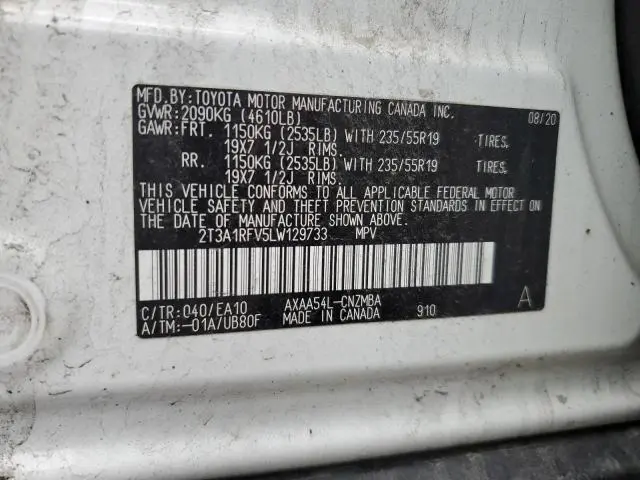 MFD.BY:TOYOTA MOTOR MANUFACTURING CANADA INC. 08/20
GVWR:2090KG (4610LB)
GAWR:FRT. 1150KG (2535LB) WITH 235/55R19 TIRES,
19X7 1/2J RIMS.
RR. 1150KG (2535LB) WITH 235/55R19 TIRES,
19X7 1/2J RIMS.
THIS VEHICLE CONFORMS TO ALL APPLICABLE FEDERAL MOTOR
VEHICLE SAFETY AND THEFT PREVENTION STANDARDS IN EFFECT ON
THE DATE OF MANUFACTURE SHOWN ABOVE.
2T3A1RFV5LW129733 MPV
C/TR:040/EA10 AXAA54L-CNZMBA A
A/TM:-01A/UB80F MADE IN CANADA 910